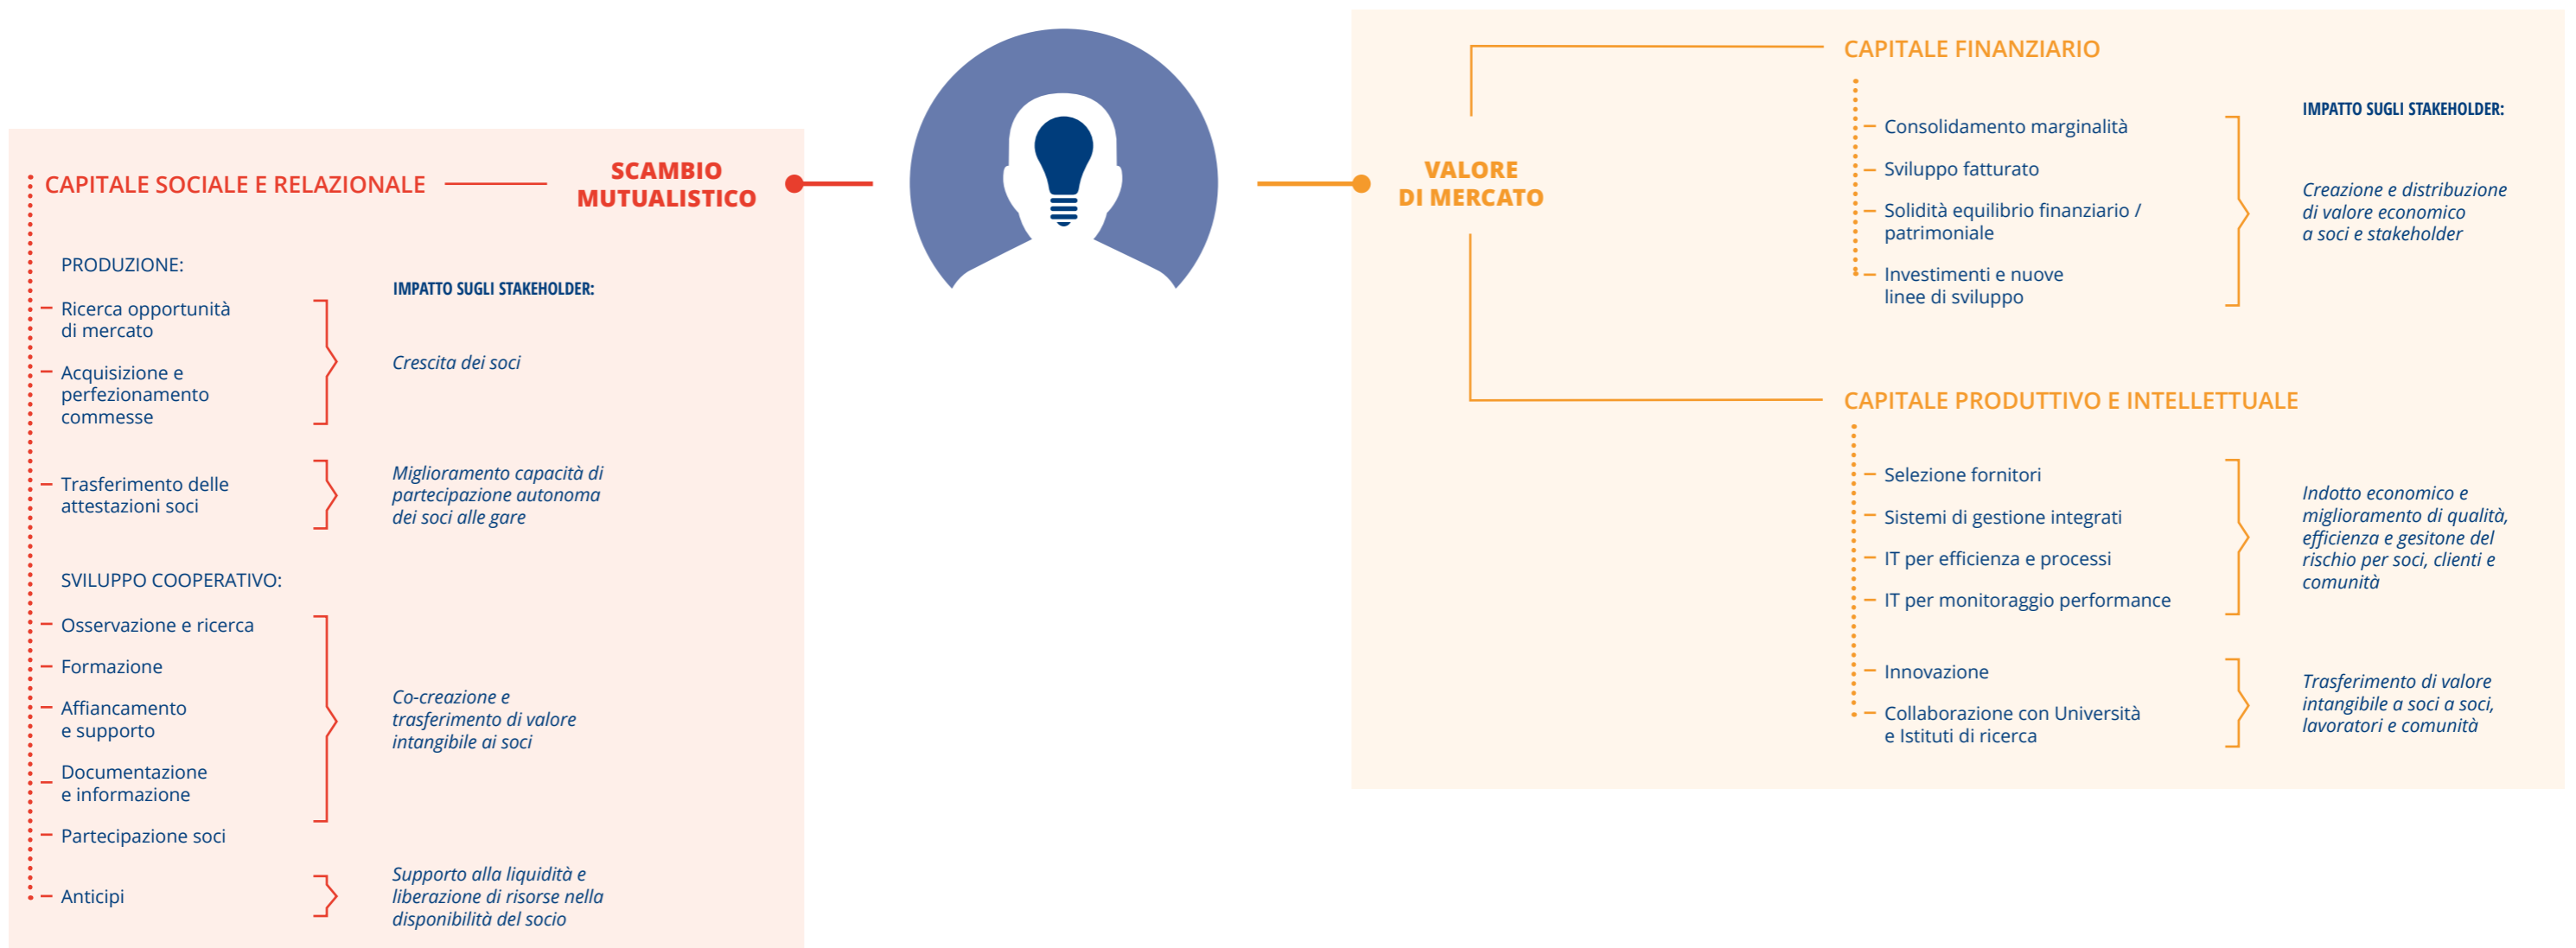 CAPITALE SOCIALE E RELAZIONALE
SCAMBIO
MUTUALISTICO
PRODUZIONE:
Ricerca opportunità
di mercato
Acquisizione e
perfezionamento
commesse
Trasferimento delle
attestazioni soci
SVILUPPO COOPERATIVO:
Osservazione e ricerca
Formazione
Affiancamento
e supporto
Documentazione
e informazione
Partecipazione soci
Anticipi
IMPATTO SUGLI STAKEHOLDER:
Crescita dei soci
Miglioramento capacità di
partecipazione autonoma
dei soci alle gare
Co-creazione e
trasferimento di valore
intangibile ai soci
Supporto alla liquidità e
liberazione di risorse nella
disponibilità del socio
VALORE
DI MERCATO
CAPITALE FINANZIARIO
Consolidamento marginalità
Sviluppo fatturato
Solidità equilibrio finanziario /
patrimoniale
Investimenti e nuove
linee di sviluppo
IMPATTO SUGLI STAKEHOLDER:
Creazione e distribuzione
di valore economico
a soci e stakeholder
CAPITALE PRODUTTIVO E INTELLETTUALE
Selezione fornitori
Sistemi di gestione integrati
IT per efficienza e processi
IT per monitoraggio performance
Innovazione
Collaborazione con Università
e Istituti di ricerca
Indotto economico e
miglioramento di qualità,
efficienza e gesitone del
rischio per soci, clienti e
comunità
Trasferimento di valore
intangibile a soci a soci,
lavoratori e comunità